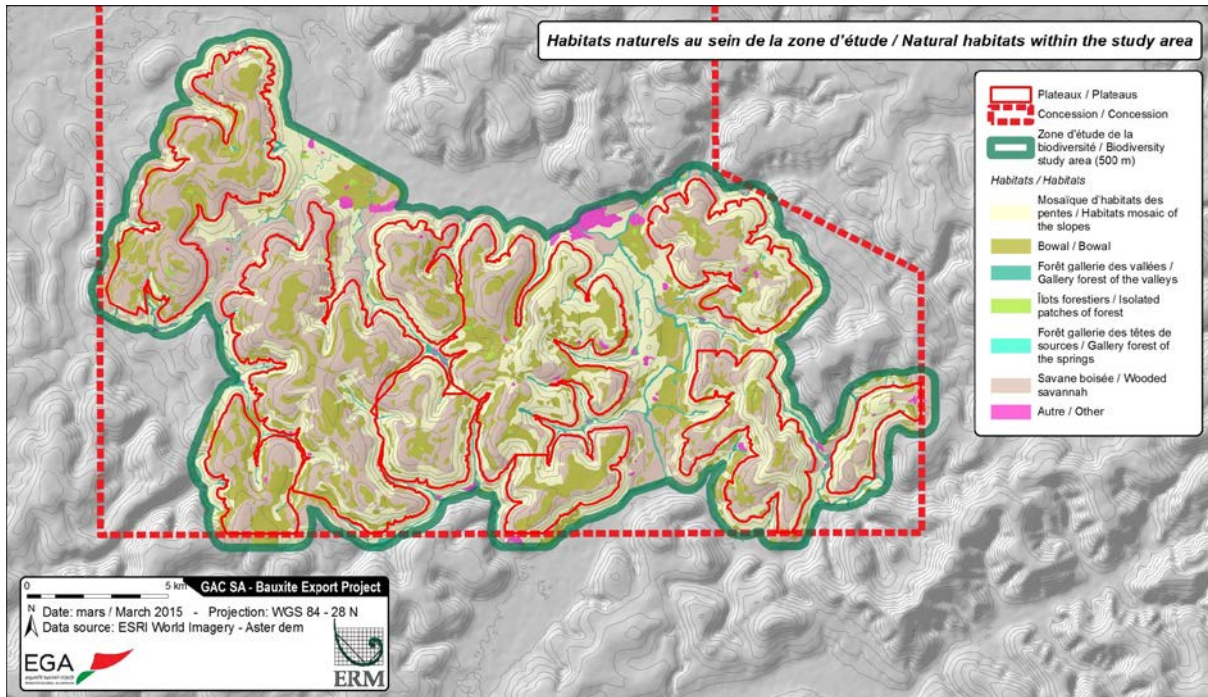 Habitats naturels au sein de la zone d'étude / Natural habitats within the study area
Plateaux / Plateaus
Concession / Concession
Zone d'étude de la
biodiversité / Biodiversity
study area (500 m)
Habitats / Habitats
Mosaïque d'habitats des
pentes / Habitats mosaic of
the slopes
Bowal / Bowal
Forêt gallerie des vallées /
Gallery forest of the valleys
Îlots forestiers / Isolated
patches of forest
Forêt gallerie des têtes de
sources / Gallery forest of
the springs
Savane boisée / Wooded
savannah
Autre / Other
0 5 km
GAC SA - Bauxite Export Project
N
Date: mars / March 2015 - Projection: WGS 84 - 28 N
Data source: ESRI World Imagery - Aster dem
EGA
ERM